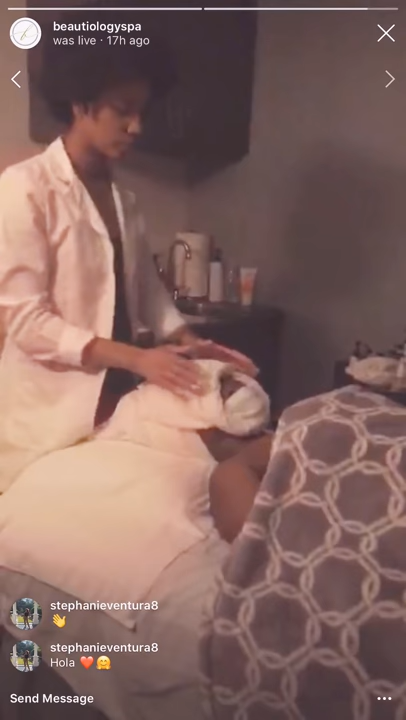 beautiologyspa
was live · 17h ago
stephanieventura8
👋
stephanieventura8
Hola ❤️🤗
Send Message